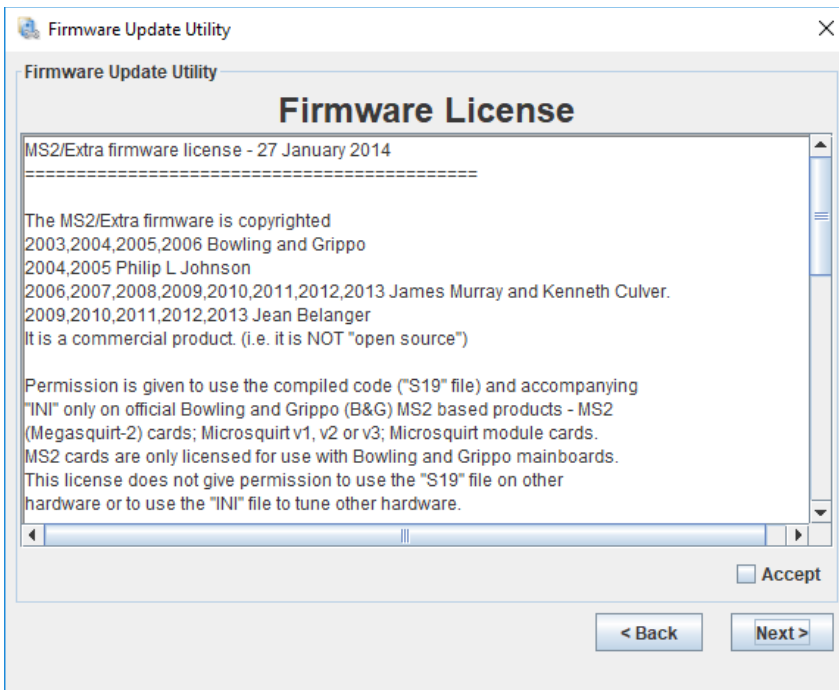 Firmware Update Utility
Firmware Update Utility
Firmware License
MS2/Extra firmware license - 27 January 2014
============================================
The MS2/Extra firmware is copyrighted
2003,2004,2005,2006 Bowling and Grippo
2004,2005 Philip L Johnson
2006,2007,2008,2009,2010,2011,2012,2013 James Murray and Kenneth Culver.
2009,2010,2011,2012,2013 Jean Belanger
It is a commercial product. (i.e. it is NOT "open source")
Permission is given to use the compiled code ("S19" file) and accompanying
"INI" only on official Bowling and Grippo (B&G) MS2 based products - MS2
(Megasquirt-2) cards; Microsquirt v1, v2 or v3; Microsquirt module cards.
MS2 cards are only licensed for use with Bowling and Grippo mainboards.
This license does not give permission to use the "S19" file on other
hardware or to use the "INI" file to tune other hardware.
Accept
< Back
Next >